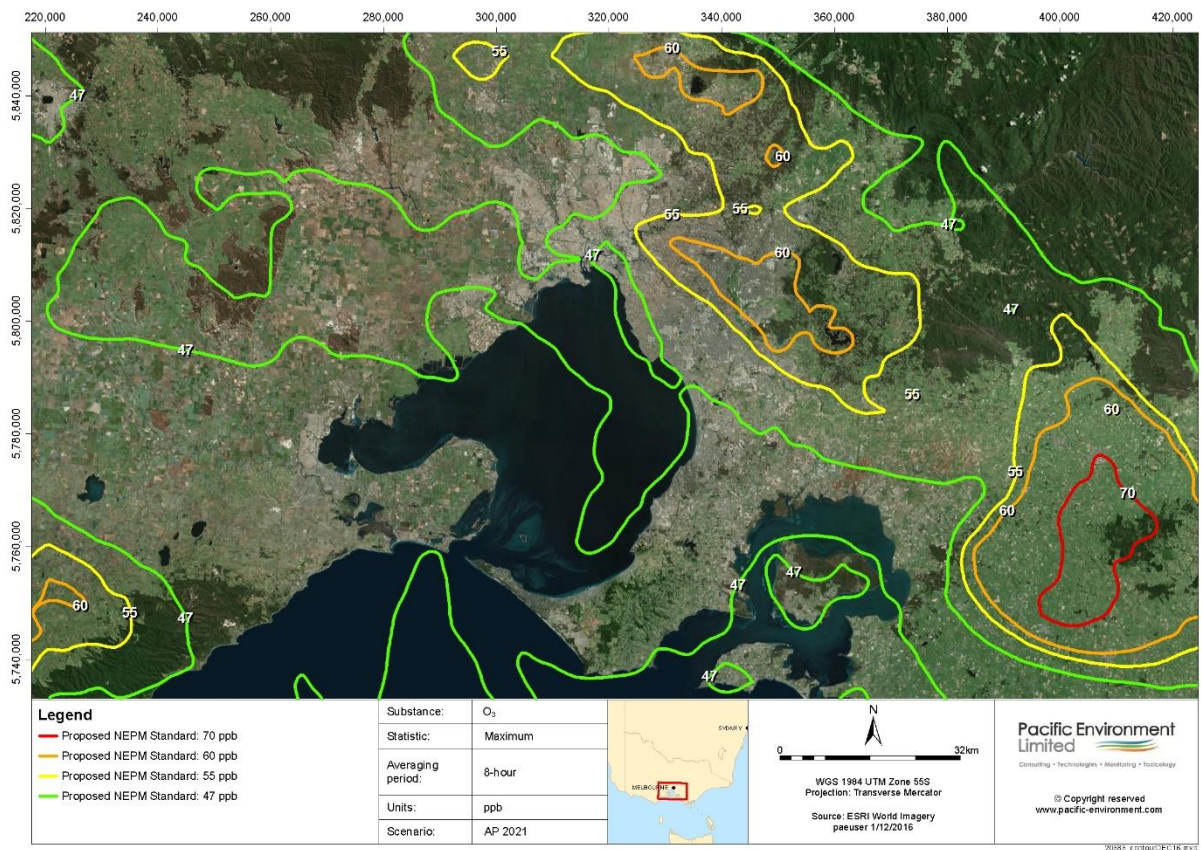 220,000 240,000 260,000 280,000 300,000 320,000 340,000 360,000 380,000 400,000 420,000
5,840,000
5,820,000
5,800,000
5,780,000
5,760,000
5,740,000
55
60
47
60
55
55
47
47
60
47
47
55
60
55
70
60
47
47
60
55
47
47
Legend
Proposed NEPM Standard: 70 ppb
Proposed NEPM Standard: 60 ppb
Proposed NEPM Standard: 55 ppb
Proposed NEPM Standard: 47 ppb
Substance: O₃
Statistic: Maximum
Averaging period: 8-hour
Units: ppb
Scenario: AP 2021
SYDNEY
MELBOURNE
N
0 32km
WGS 1984 UTM Zone 55S
Projection: Transverse Mercator
Source: ESRI World Imagery
paeuser 1/12/2016
Pacific Environment
Limited
Consulting • Technologies • Monitoring • Toxicology
© Copyright reserved
www.pacific-environment.com